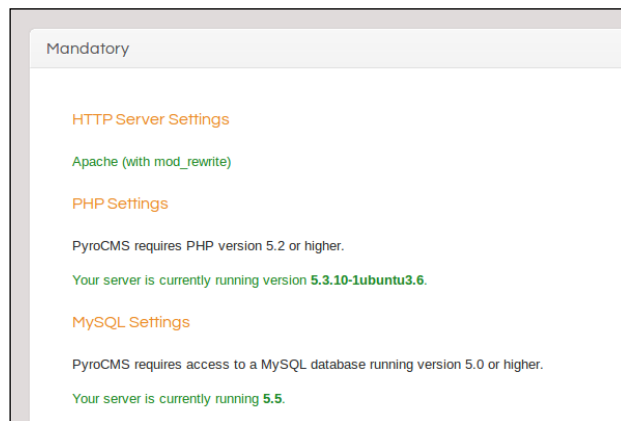 Mandatory
HTTP Server Settings
Apache (with mod_rewrite)
PHP Settings
PyroCMS requires PHP version 5.2 or higher.
Your server is currently running version 5.3.10-1ubuntu3.6.
MySQL Settings
PyroCMS requires access to a MySQL database running version 5.0 or higher.
Your server is currently running 5.5.